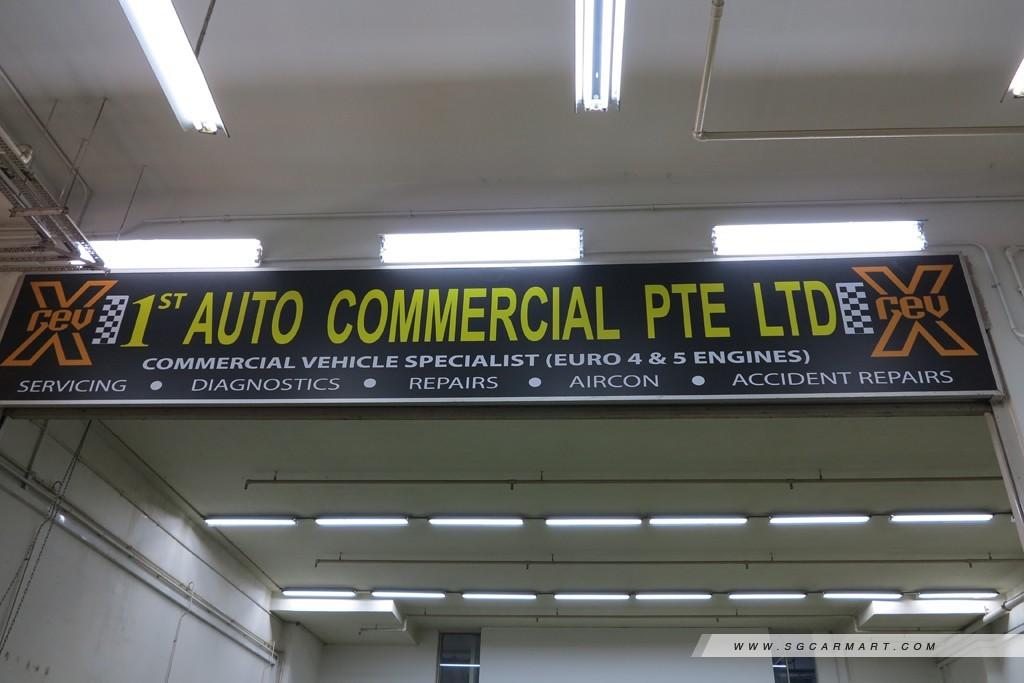 rev X
1ST AUTO COMMERCIAL PTE LTD
rev X
COMMERCIAL VEHICLE SPECIALIST (EURO 4 & 5 ENGINES)
SERVICING • DIAGNOSTICS • REPAIRS • AIRCON • ACCIDENT REPAIRS
WWW.SGCARMART.COM